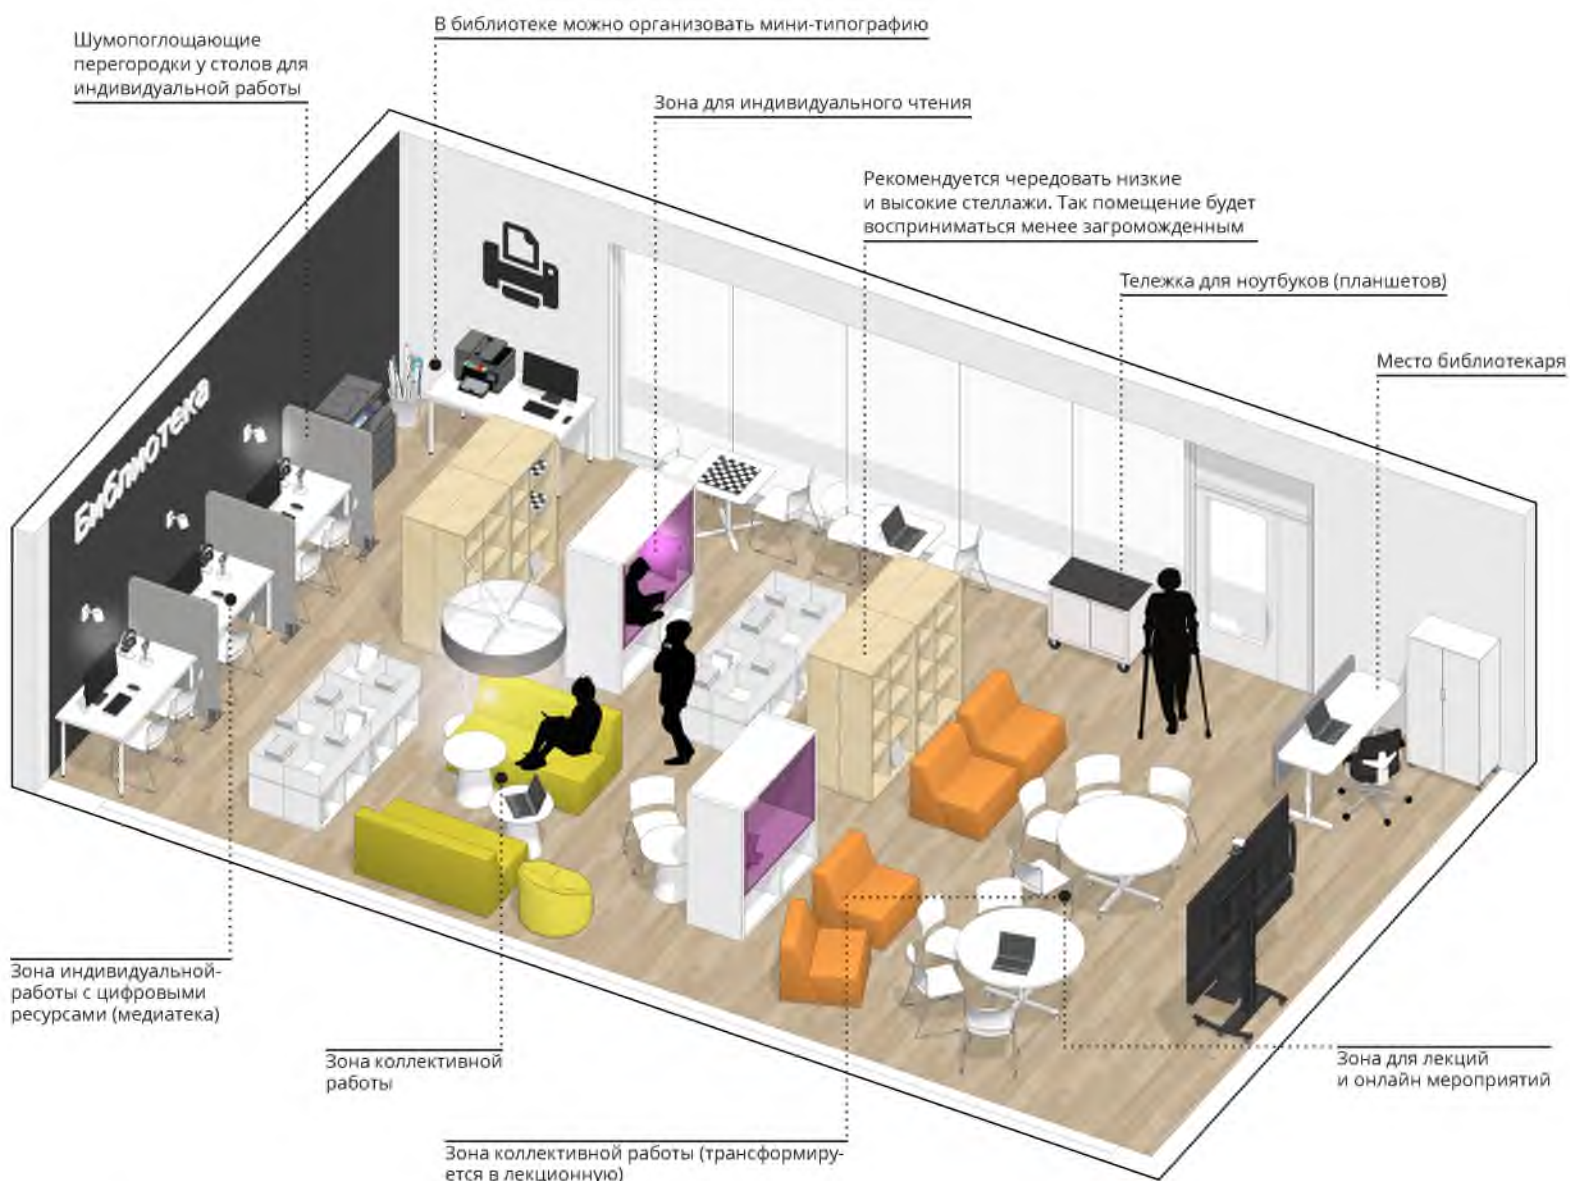 В библиотеке можно организовать мини-типографию
Шумопоглощающие
перегородки у столов для
индивидуальной работы
Зона для индивидуального чтения
Рекомендуется чередовать низкие
и высокие стеллажи. Так помещение будет
восприниматься менее загроможденным
Тележка для ноутбуков (планшетов)
Место библиотекаря
Библиотека
Зона индивидуальной-
работы с цифровыми
ресурсами (медиатека)
Зона коллективной
работы
Зона для лекций
и онлайн мероприятий
Зона коллективной работы (трансформиру-
ется в лекционную)